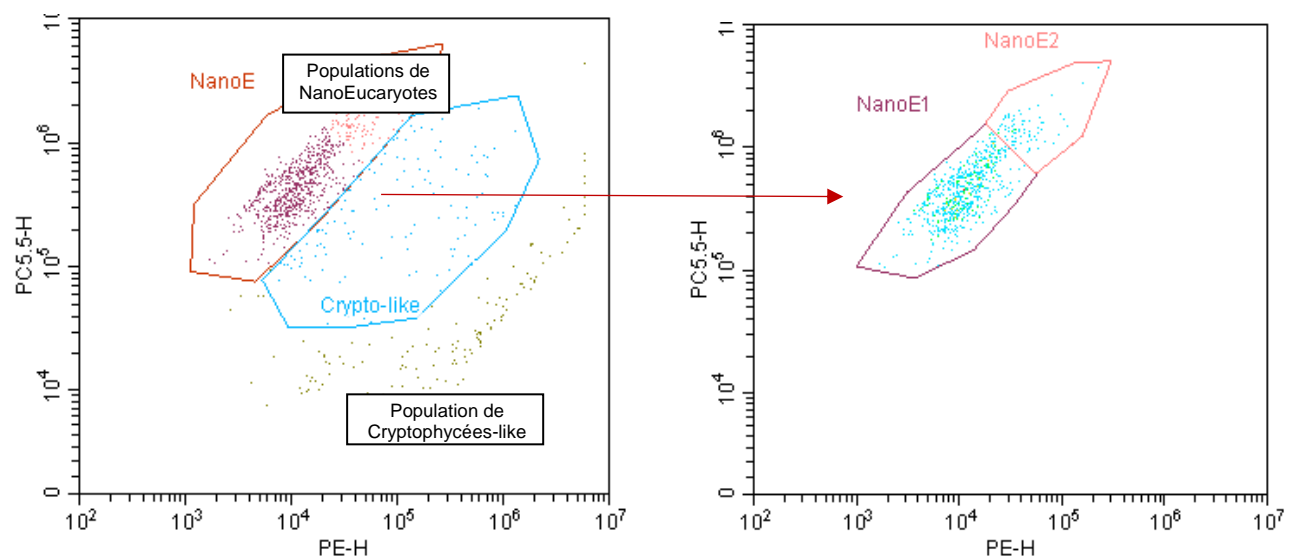 NanoE
Populations de
NanoEucaryotes
Crypto-like
Population de
Cryptophycées-like
PC5.5-H
10⁶
10⁵
10⁴
0
10² 10³ 10⁴ 10⁵ 10⁶ 10⁷
PE-H
NanoE2
NanoE1
PC5.5-H
10⁶
10⁵
10⁴
0
10² 10³ 10⁴ 10⁵ 10⁶ 10⁷
PE-H